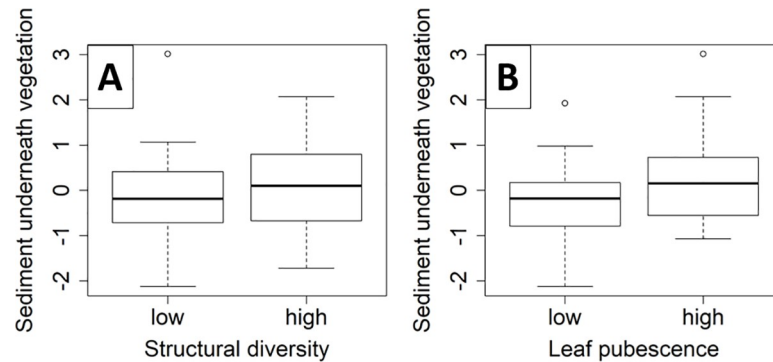 A
Sediment underneath vegetation
3
2
1
0
-1
-2
low
high
Structural diversity
B
Sediment underneath vegetation
3
2
1
0
-1
-2
low
high
Leaf pubescence